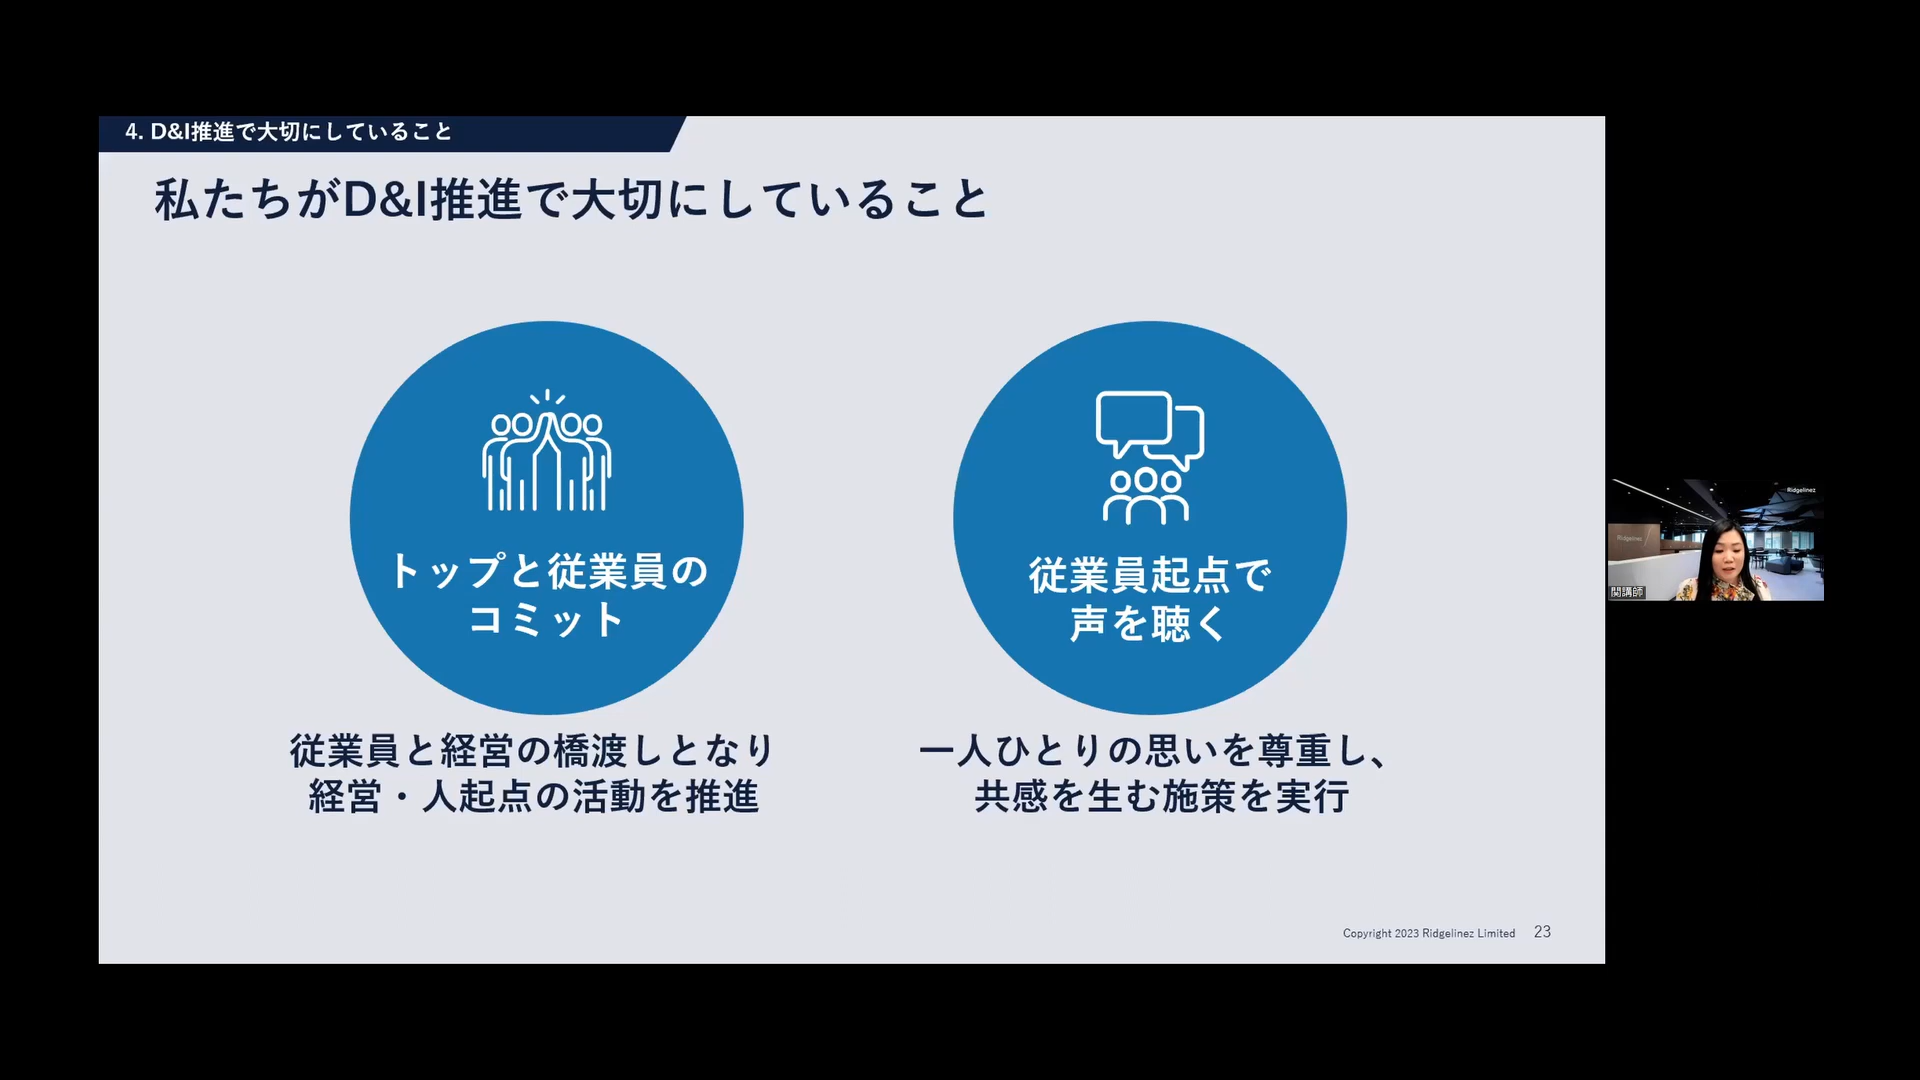 4. D&I推進で大切にしていること
私たちがD&I推進で大切にしていること
トップと従業員の
コミット
従業員起点で
声を聴く
従業員と経営の橋渡しとなり
経営・人起点の活動を推進
一人ひとりの思いを尊重し、
共感を生む施策を実行
Copyright 2023 Ridgelinez Limited 23
Ridgelinez
Ridgelinez
関講師